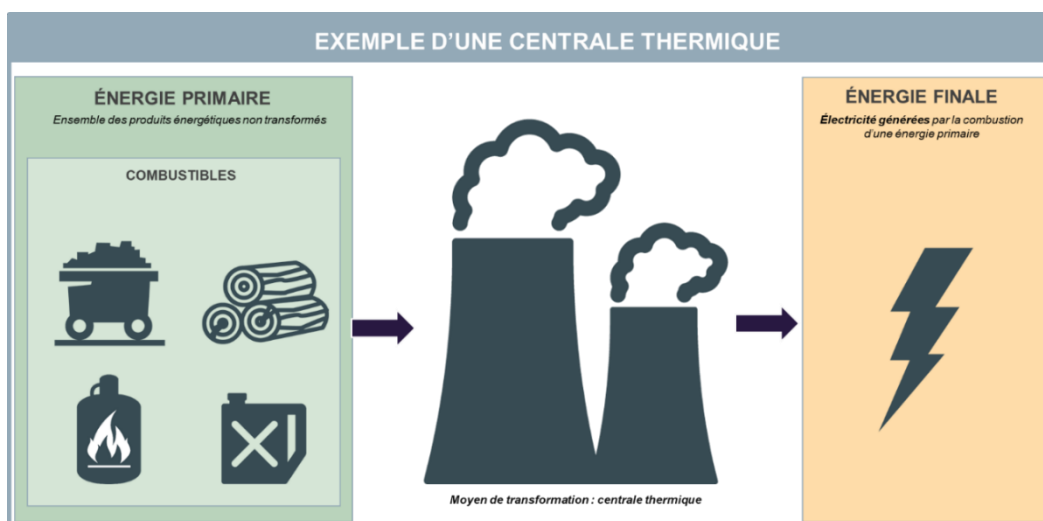 EXEMPLE D'UNE CENTRALE THERMIQUE
ÉNERGIE PRIMAIRE
Ensemble des produits énergétiques non transformés
COMBUSTIBLES
ÉNERGIE FINALE
Électricité générées par la combustion
d'une énergie primaire
Moyen de transformation : centrale thermique